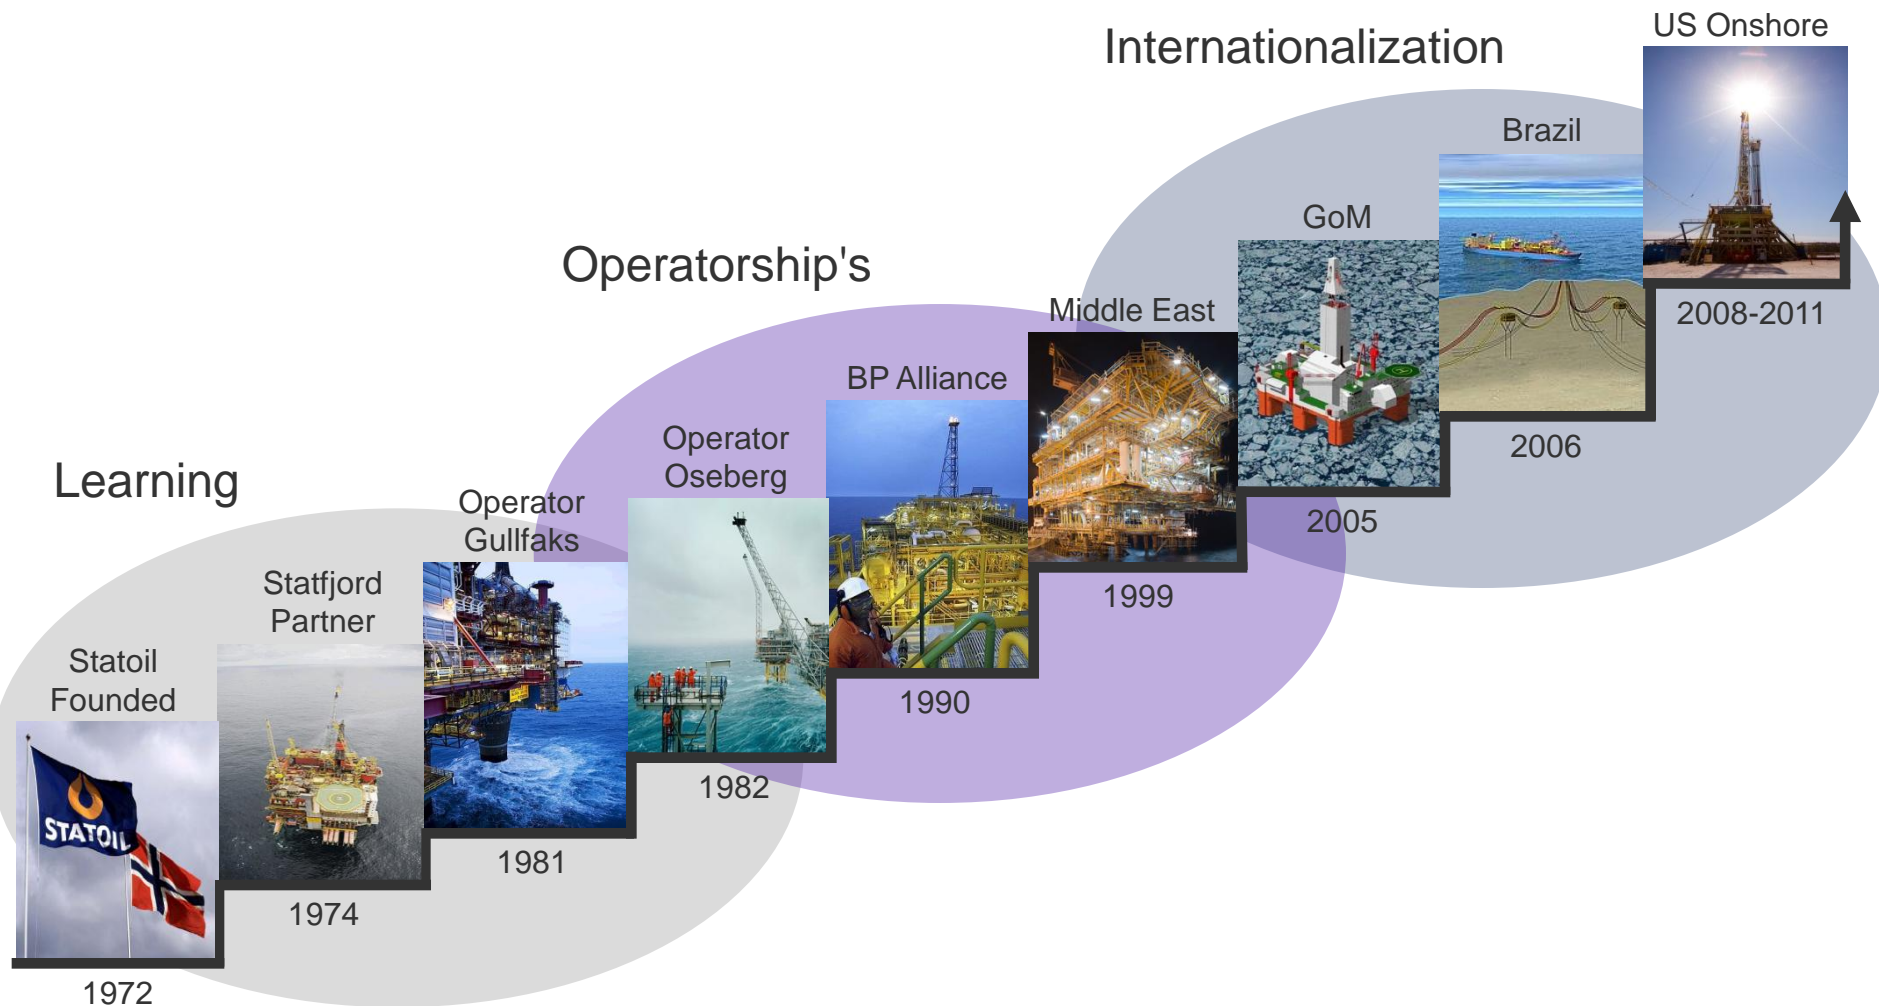 Learning
Operatorship's
Internationalization
Statoil
Founded
STATOIL
1972
Statfjord
Partner
1974
Operator
Gullfaks
1981
Operator
Oseberg
1982
BP Alliance
1990
Middle East
1999
GoM
2005
Brazil
2006
US Onshore
2008-2011